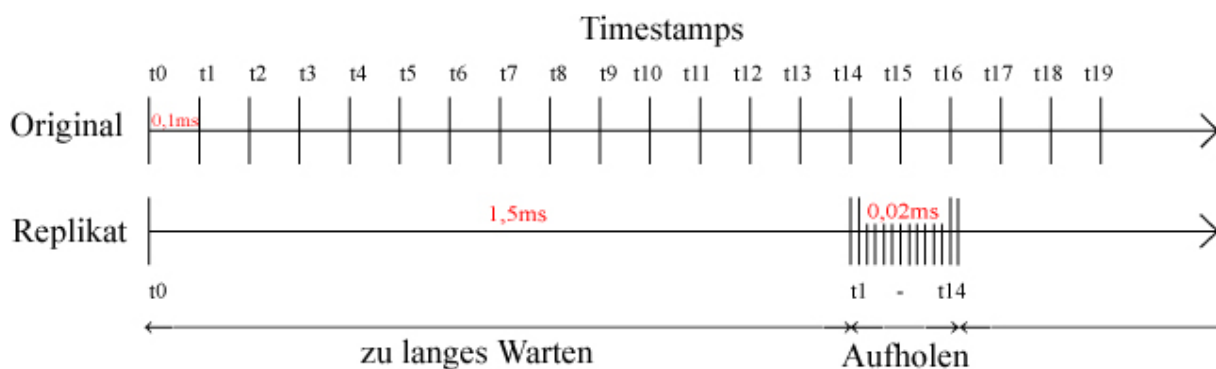 Timestamps
t0 t1 t2 t3 t4 t5 t6 t7 t8 t9 t10 t11 t12 t13 t14 t15 t16 t17 t18 t19
Original
0,1ms
Replikat
1,5ms
0,02ms
t0
t1 - t14
zu langes Warten
Aufholen